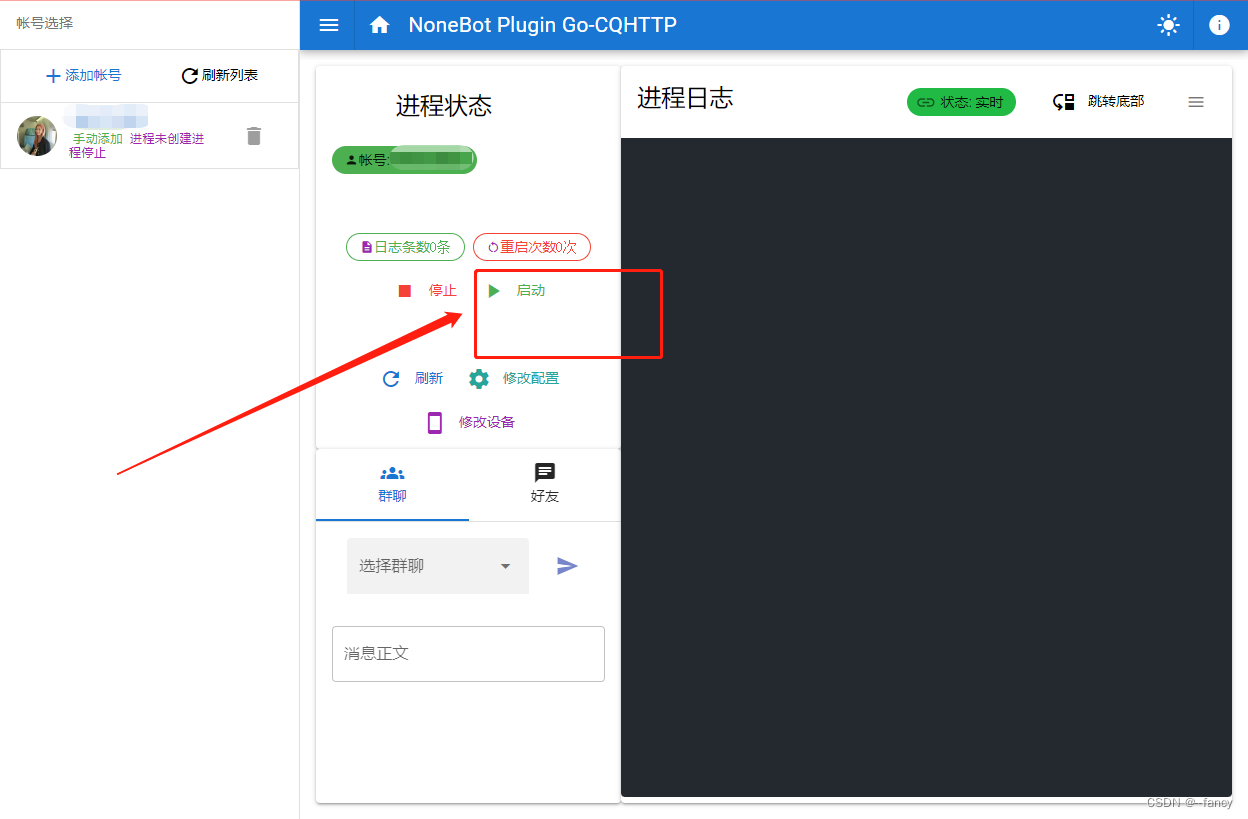 帐号选择
添加帐号
刷新列表
手动添加 进程未创建进
程停止
NoneBot Plugin Go-CQHTTP
进程状态
帐号:
日志条数0条
重启次数0次
停止
启动
刷新
修改配置
修改设备
群聊
好友
选择群聊
消息正文
进程日志
状态: 实时
跳转底部
CSDN @--fancy